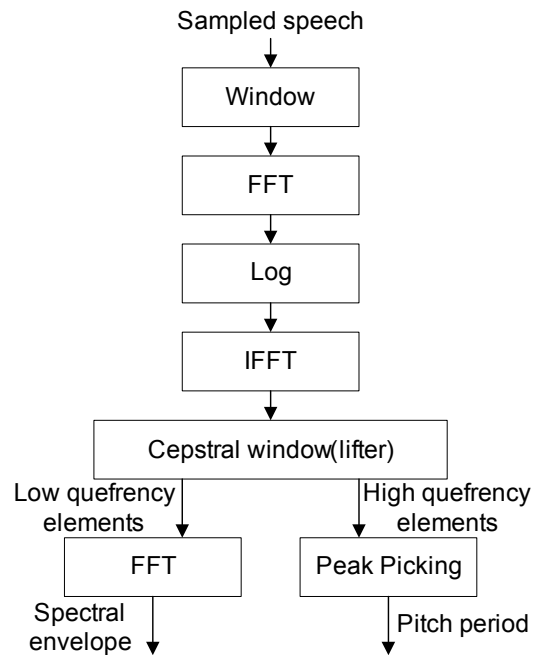 Sampled speech
Window
FFT
Log
IFFT
Cepstral window(lifter)
Low quefrency
elements
High quefrency
elements
FFT
Peak Picking
Spectral
envelope
Pitch period